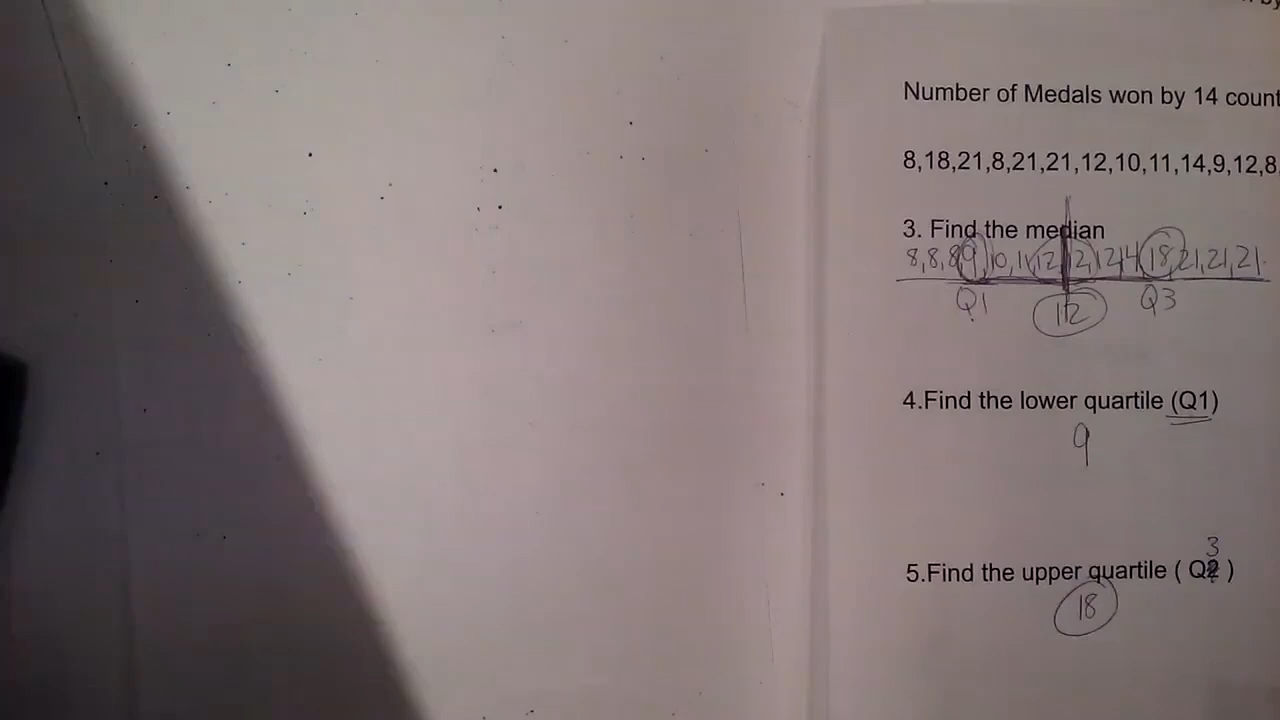 Number of Medals won by 14 count
8,18,21,8,21,21,12,10,11,14,9,12,8,
3. Find the median
8,8,8,9,10,11,12,12,12,14,18,21,21,21
Q1 12 Q3
4.Find the lower quartile (Q1)
9
3
5.Find the upper quartile ( Q2 )
18